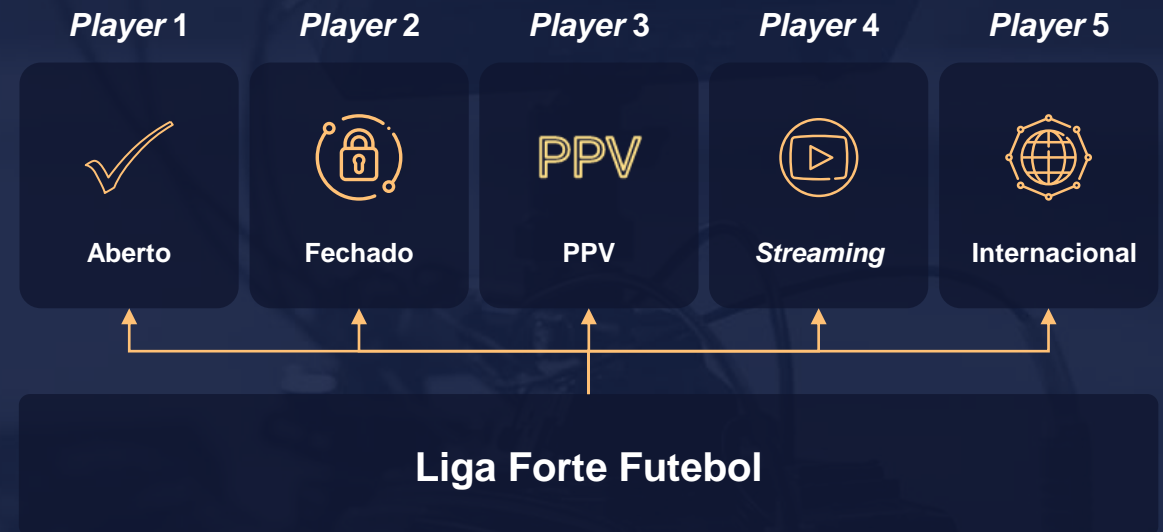 Player 1
Player 2
Player 3
Player 4
Player 5
PPV
Aberto
Fechado
PPV
Streaming
Internacional
Liga Forte Futebol